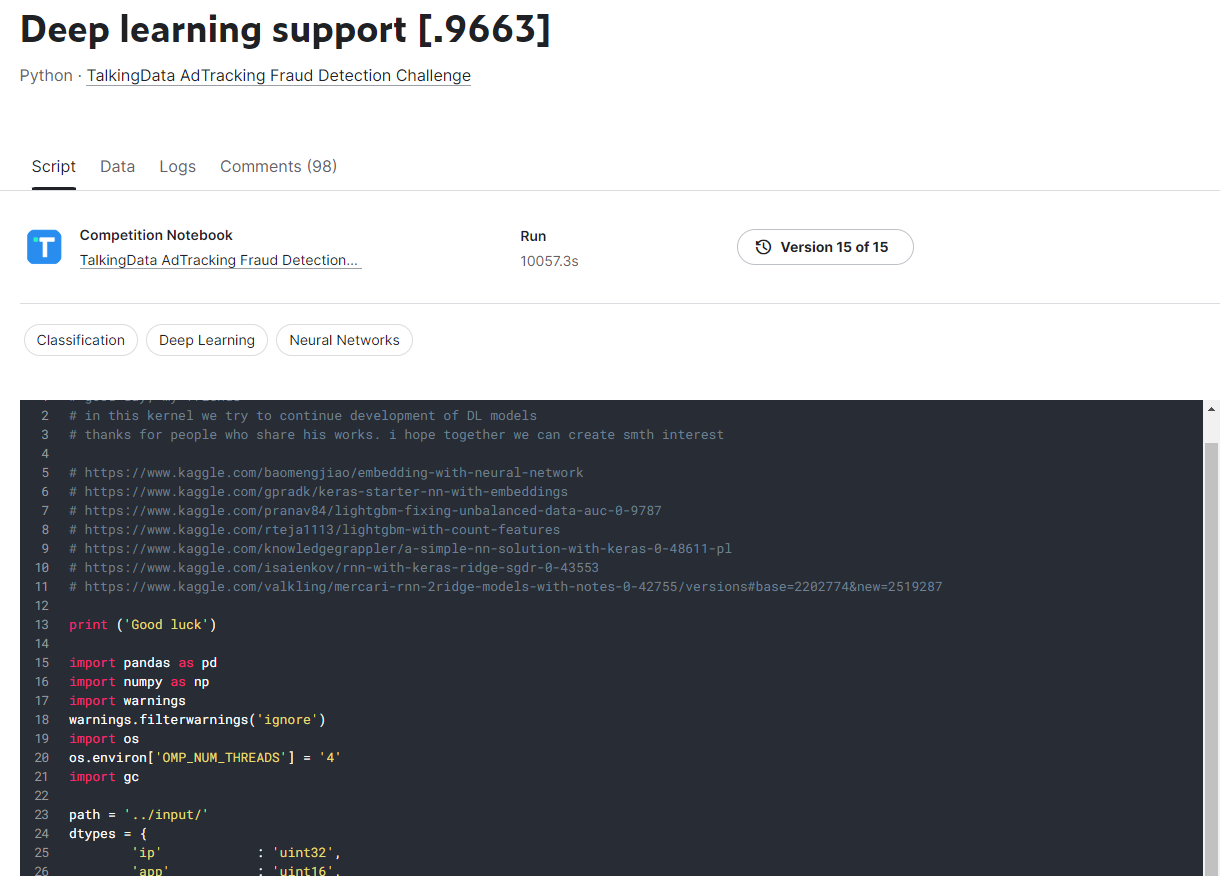 Deep learning support [.9663]
Python · TalkingData AdTracking Fraud Detection Challenge
Script Data Logs Comments (98)
Competition Notebook
TalkingData AdTracking Fraud Detection...
Run
10057.3s
Version 15 of 15
Classification Deep Learning Neural Networks
2 # in this kernel we try to continue development of DL models
3 # thanks for people who share his works. i hope together we can create smth interest
4
5 # https://www.kaggle.com/baomengjiao/embedding-with-neural-network
6 # https://www.kaggle.com/gpradk/keras-starter-nn-with-embeddings
7 # https://www.kaggle.com/pranav84/lightgbm-fixing-unbalanced-data-auc-0-9787
8 # https://www.kaggle.com/rteja1113/lightgbm-with-count-features
9 # https://www.kaggle.com/knowledgegrappler/a-simple-nn-solution-with-keras-0-48611-pl
10 # https://www.kaggle.com/isaienkov/rnn-with-keras-ridge-sgdr-0-43553
11 # https://www.kaggle.com/valkling/mercari-rnn-2ridge-models-with-notes-0-42755/versions#base=2202774&new=2519287
12
13 print ('Good luck')
14
15 import pandas as pd
16 import numpy as np
17 import warnings
18 warnings.filterwarnings('ignore')
19 import os
20 os.environ['OMP_NUM_THREADS'] = '4'
21 import gc
22
23 path = '../input/'
24 dtypes = {
25 'ip' : 'uint32',
26 'app' : 'uint16',